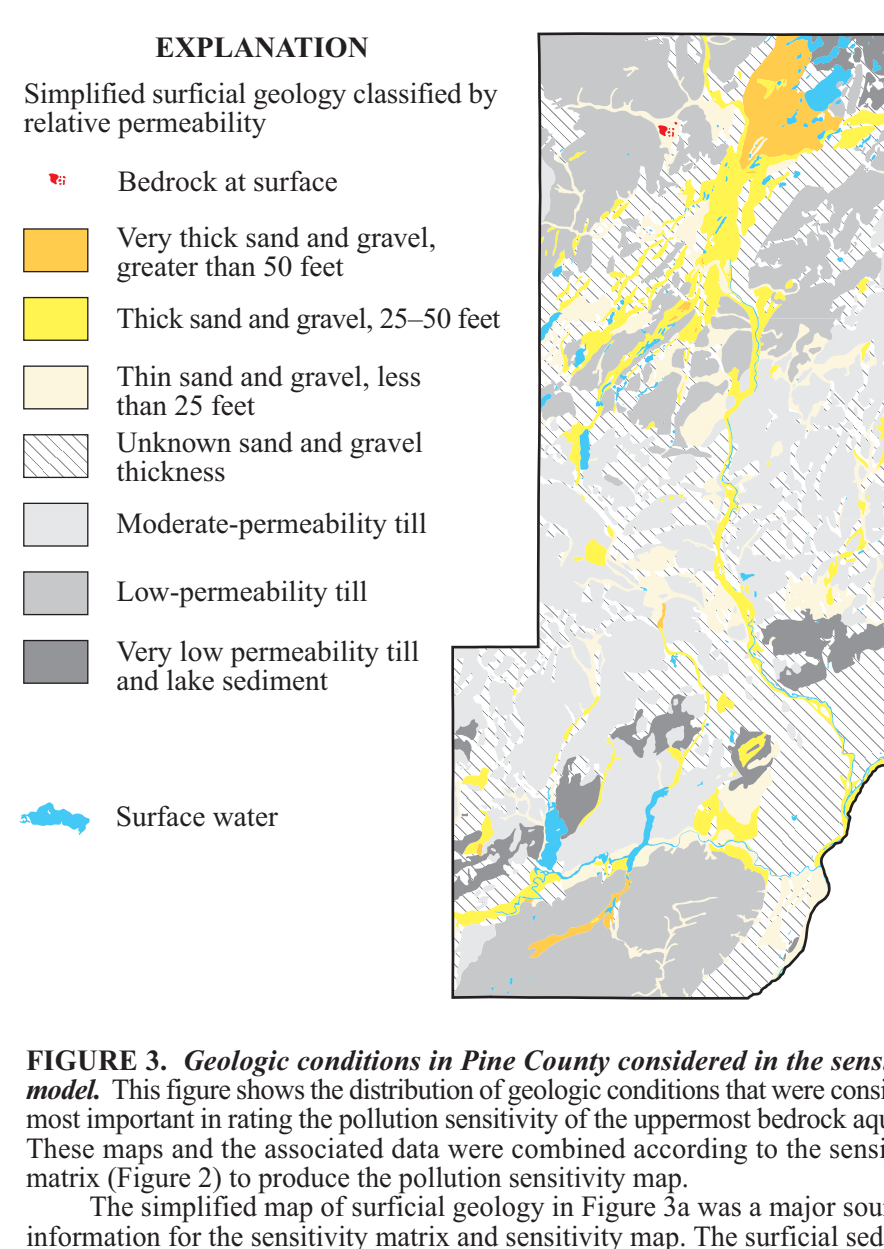 EXPLANATION
Simplified surficial geology classified by
relative permeability
Bedrock at surface
Very thick sand and gravel,
greater than 50 feet
Thick sand and gravel, 25–50 feet
Thin sand and gravel, less
than 25 feet
Unknown sand and gravel
thickness
Moderate-permeability till
Low-permeability till
Very low permeability till
and lake sediment
Surface water
FIGURE 3. Geologic conditions in Pine County considered in the sens
model. This figure shows the distribution of geologic conditions that were consi
most important in rating the pollution sensitivity of the uppermost bedrock aqu
These maps and the associated data were combined according to the sensi
matrix (Figure 2) to produce the pollution sensitivity map.
The simplified map of surficial geology in Figure 3a was a major sour
information for the sensitivity matrix and sensitivity map. The surficial sed